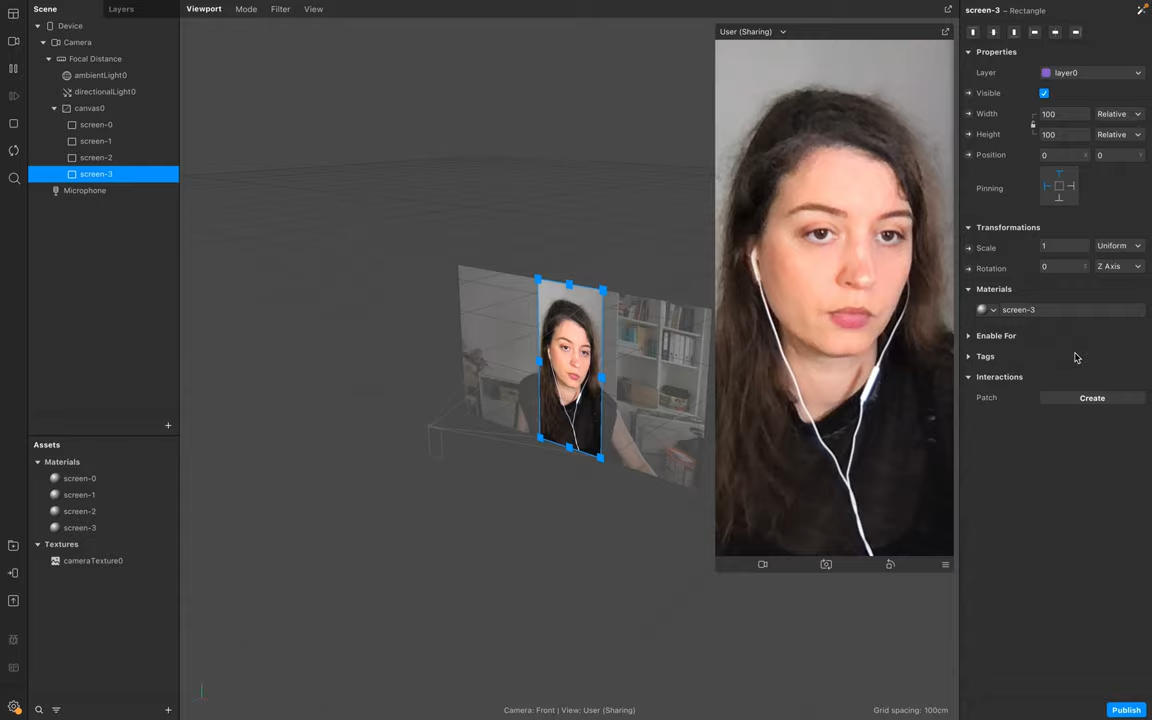 Scene
Layers
Device
Camera
Focal Distance
ambientLight0
directionalLight0
canvas0
screen-0
screen-1
screen-2
screen-3
Microphone
Assets
Materials
screen-0
screen-1
screen-2
screen-3
Textures
cameraTexture0
Viewport Mode Filter View
User (Sharing)
Camera: Front | View: User (Sharing)
Grid spacing: 100cm
screen-3 – Rectangle
Properties
Layer layer0
Visible
Width 100 Relative
Height 100 Relative
Position 0 X 0 Y
Pinning
Transformations
Scale 1 Uniform
Rotation 0 ° Z Axis
Materials
screen-3
Enable For
Tags
Interactions
Patch Create
Publish